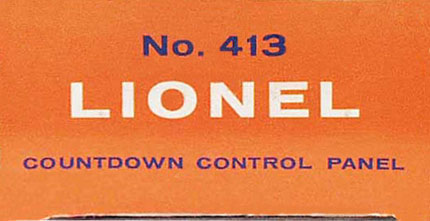 No. 413
LIONEL
COUNTDOWN CONTROL PANEL